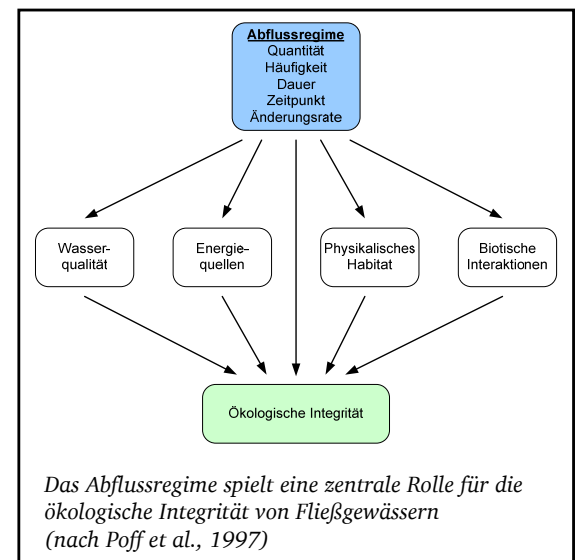 Abflussregime
Quantität
Häufigkeit
Dauer
Zeitpunkt
Änderungsrate
Wasser-
qualität
Energie-
quellen
Physikalisches
Habitat
Biotische
Interaktionen
Ökologische Integrität
Das Abflussregime spielt eine zentrale Rolle für die
ökologische Integrität von Fließgewässern
(nach Poff et al., 1997)